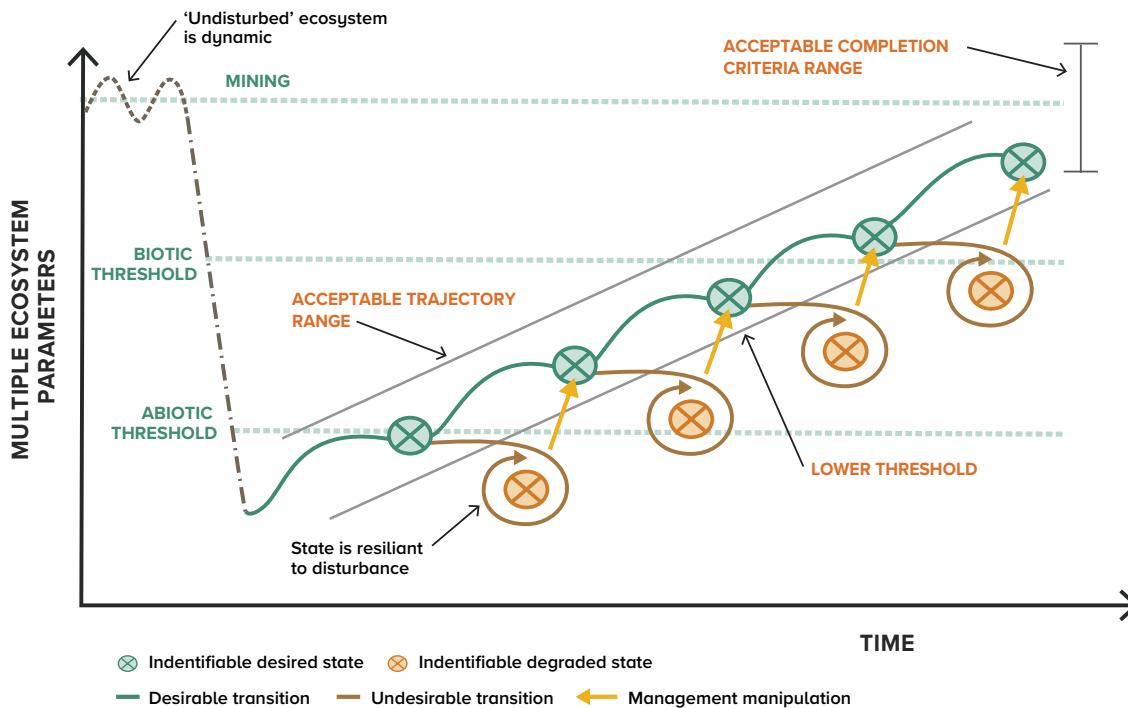 ‘Undisturbed’ ecosystem
is dynamic
MINING
ACCEPTABLE COMPLETION
CRITERIA RANGE
MULTIPLE ECOSYSTEM
PARAMETERS
BIOTIC
THRESHOLD
ACCEPTABLE TRAJECTORY
RANGE
ABIOTIC
THRESHOLD
LOWER THRESHOLD
State is resiliant
to disturbance
TIME
Indentifiable desired state
Indentifiable degraded state
Desirable transition
Undesirable transition
Management manipulation